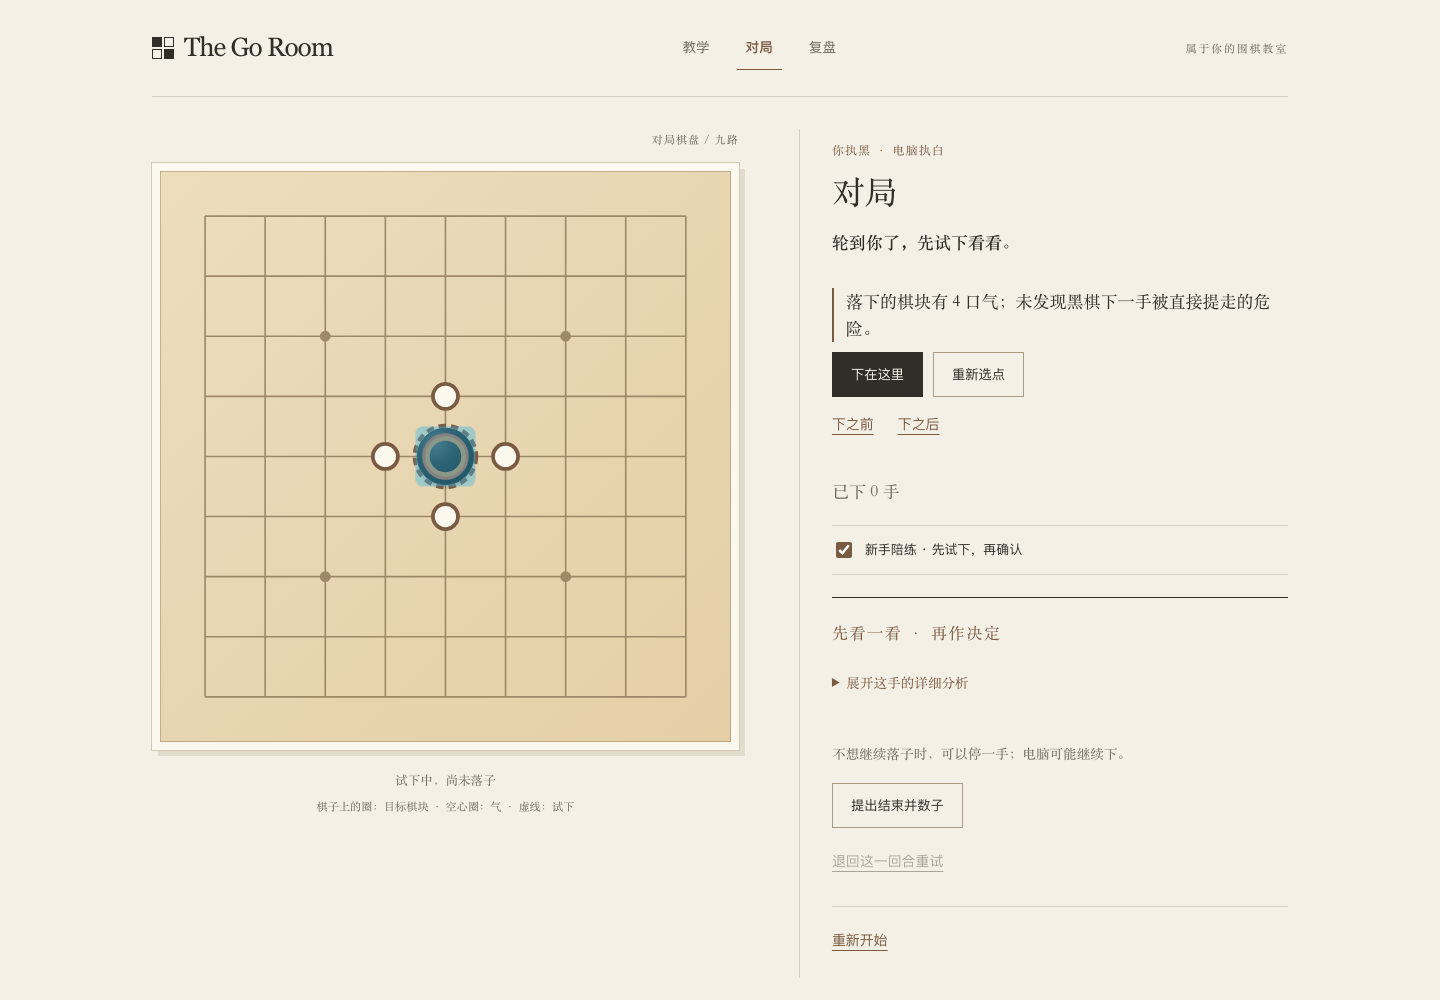 The Go Room
教学
对局
复盘
属于你的围棋教室
对局棋盘 / 九路
试下中，尚未落子
棋子上的圈：目标棋块 · 空心圈：气 · 虚线：试下
你执黑 · 电脑执白
对局
轮到你了，先试下看看。
落下的棋块有 4 口气；未发现黑棋下一手被直接提走的危
险。
下在这里
重新选点
下之前
下之后
已下 0 手
新手陪练 · 先试下，再确认
先看一看 · 再作决定
展开这手的详细分析
不想继续落子时，可以停一手；电脑可能继续下。
提出结束并数子
退回这一回合重试
重新开始